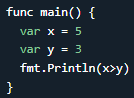 func main() {
  var x = 5
  var y = 3
  fmt.Println(x>y)
}